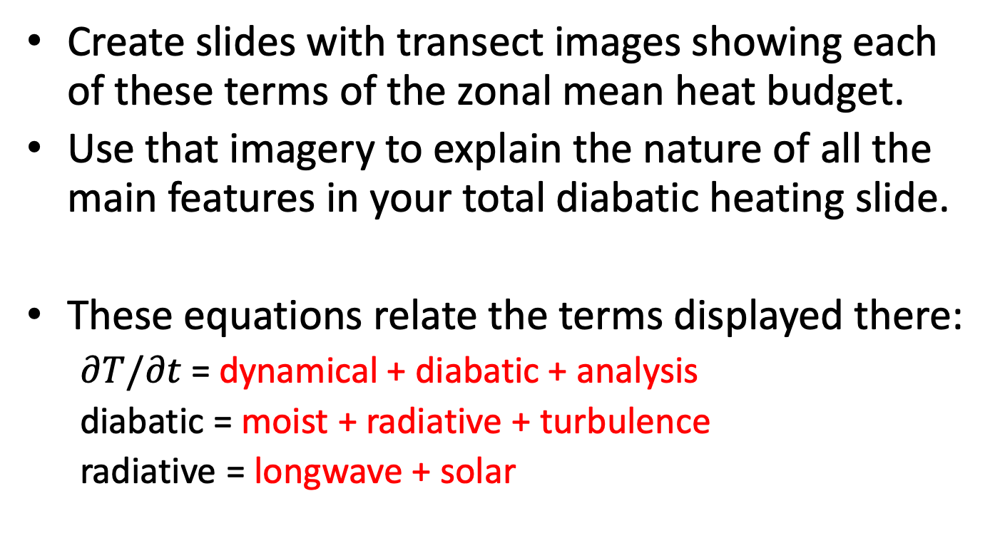 • Create slides with transect images showing each
of these terms of the zonal mean heat budget.
• Use that imagery to explain the nature of all the
main features in your total diabatic heating slide.
• These equations relate the terms displayed there:
𝜕𝑇/𝜕𝑡 = dynamical + diabatic + analysis
diabatic = moist + radiative + turbulence
radiative = longwave + solar